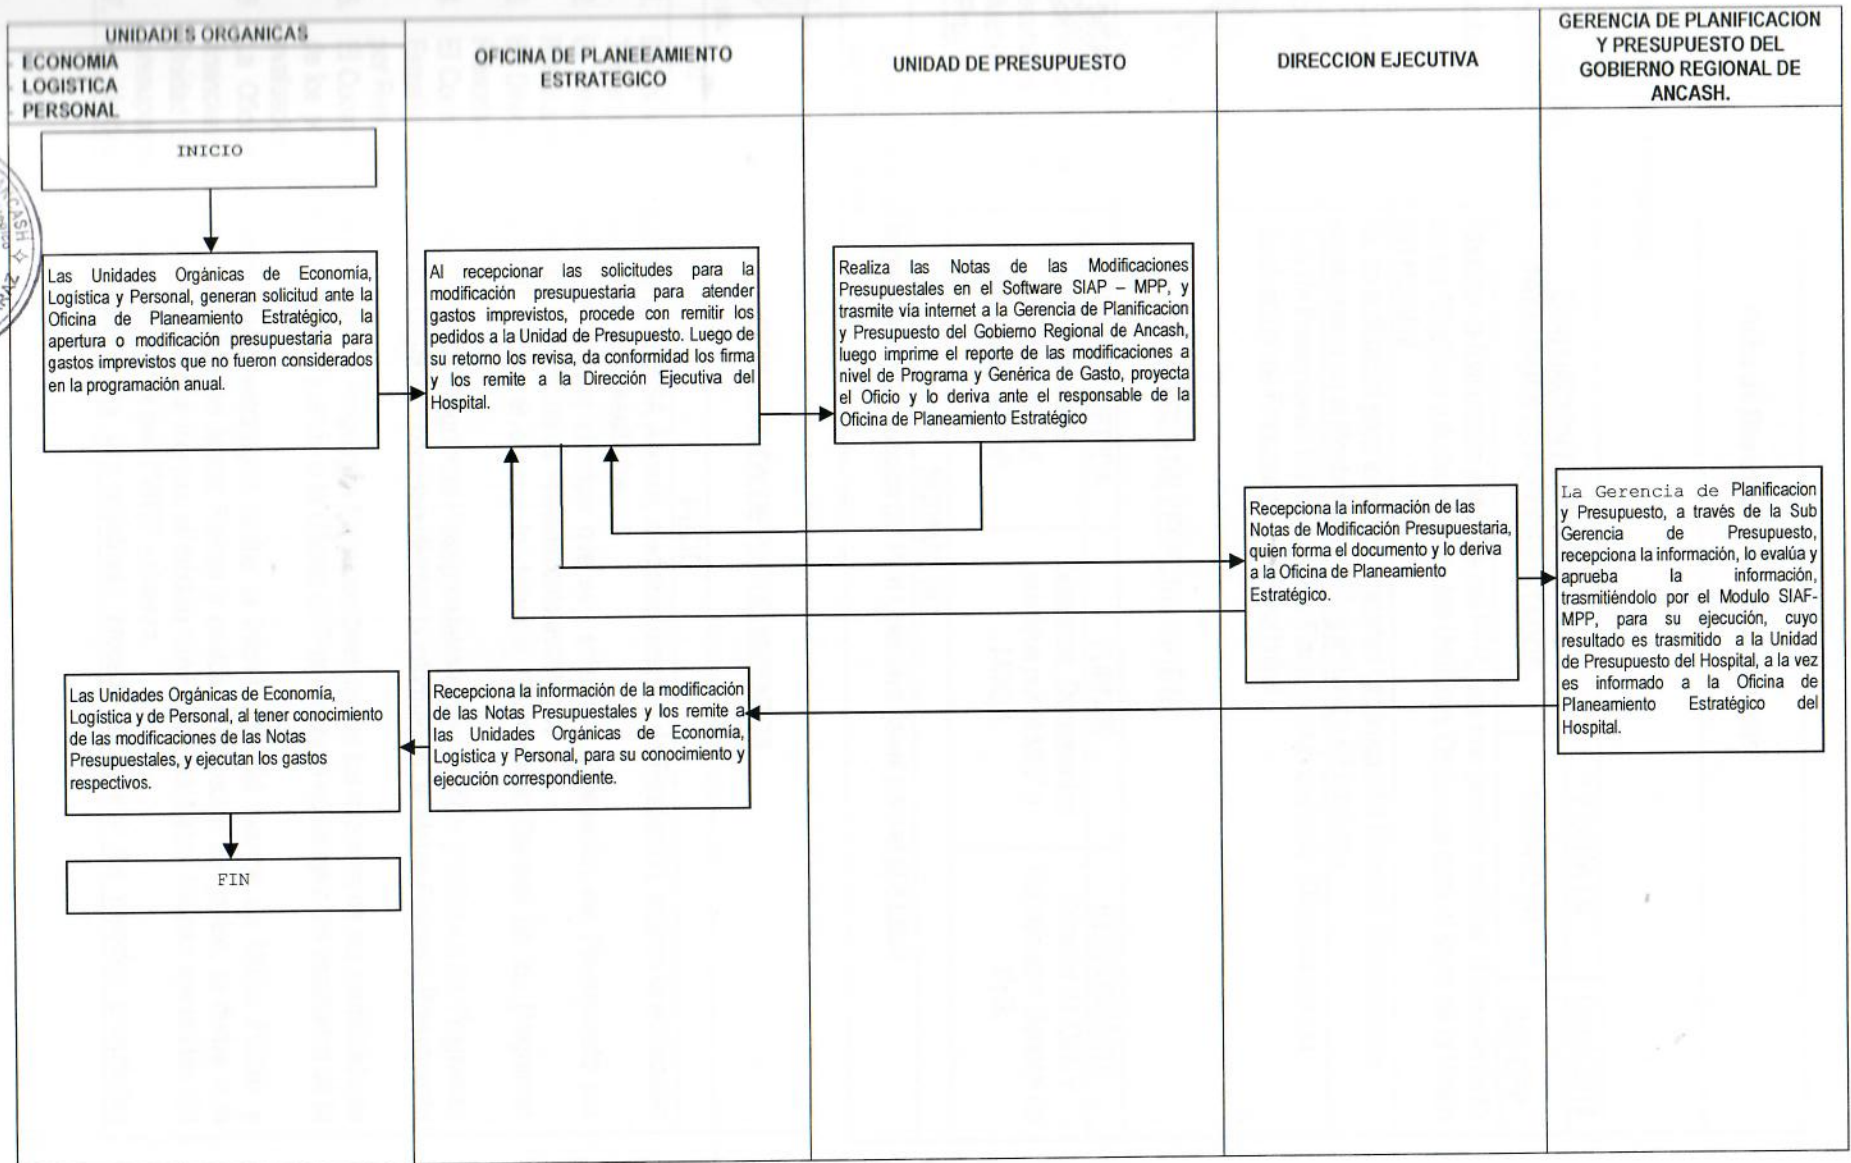 UNIDADES ORGANICAS
- ECONOMIA
- LOGISTICA
- PERSONAL
OFICINA DE PLANEEAMIENTO
ESTRATEGICO
UNIDAD DE PRESUPUESTO
DIRECCION EJECUTIVA
GERENCIA DE PLANIFICACION
Y PRESUPUESTO DEL
GOBIERNO REGIONAL DE
ANCASH.
INICIO
Las Unidades Orgánicas de Economía,
Logística y Personal, generan solicitud ante la
Oficina de Planeamiento Estratégico, la
apertura o modificación presupuestaria para
gastos imprevistos que no fueron considerados
en la programación anual.
Al recepcionar las solicitudes para la
modificación presupuestaria para atender
gastos imprevistos, procede con remitir los
pedidos a la Unidad de Presupuesto. Luego de
su retorno los revisa, da conformidad los firma
y los remite a la Dirección Ejecutiva del
Hospital.
Realiza las Notas de las Modificaciones
Presupuestales en el Software SIAP – MPP, y
trasmite vía internet a la Gerencia de Planificacion
y Presupuesto del Gobierno Regional de Ancash,
luego imprime el reporte de las modificaciones a
nivel de Programa y Genérica de Gasto, proyecta
el Oficio y lo deriva ante el responsable de la
Oficina de Planeamiento Estratégico
Recepciona la información de las
Notas de Modificación Presupuestaria,
quien forma el documento y lo deriva
a la Oficina de Planeamiento
Estratégico.
La Gerencia de Planificacion
y Presupuesto, a través de la Sub
Gerencia de Presupuesto,
recepciona la información, lo evalúa y
aprueba la información,
trasmitiéndolo por el Modulo SIAF-
MPP, para su ejecución, cuyo
resultado es trasmitido a la Unidad
de Presupuesto del Hospital, a la vez
es informado a la Oficina de
Planeamiento Estratégico del
Hospital.
Recepciona la información de la modificación
de las Notas Presupuestales y los remite a
las Unidades Orgánicas de Economía,
Logística y Personal, para su conocimiento y
ejecución correspondiente.
Las Unidades Orgánicas de Economía,
Logística y de Personal, al tener conocimiento
de las modificaciones de las Notas
Presupuestales, y ejecutan los gastos
respectivos.
FIN